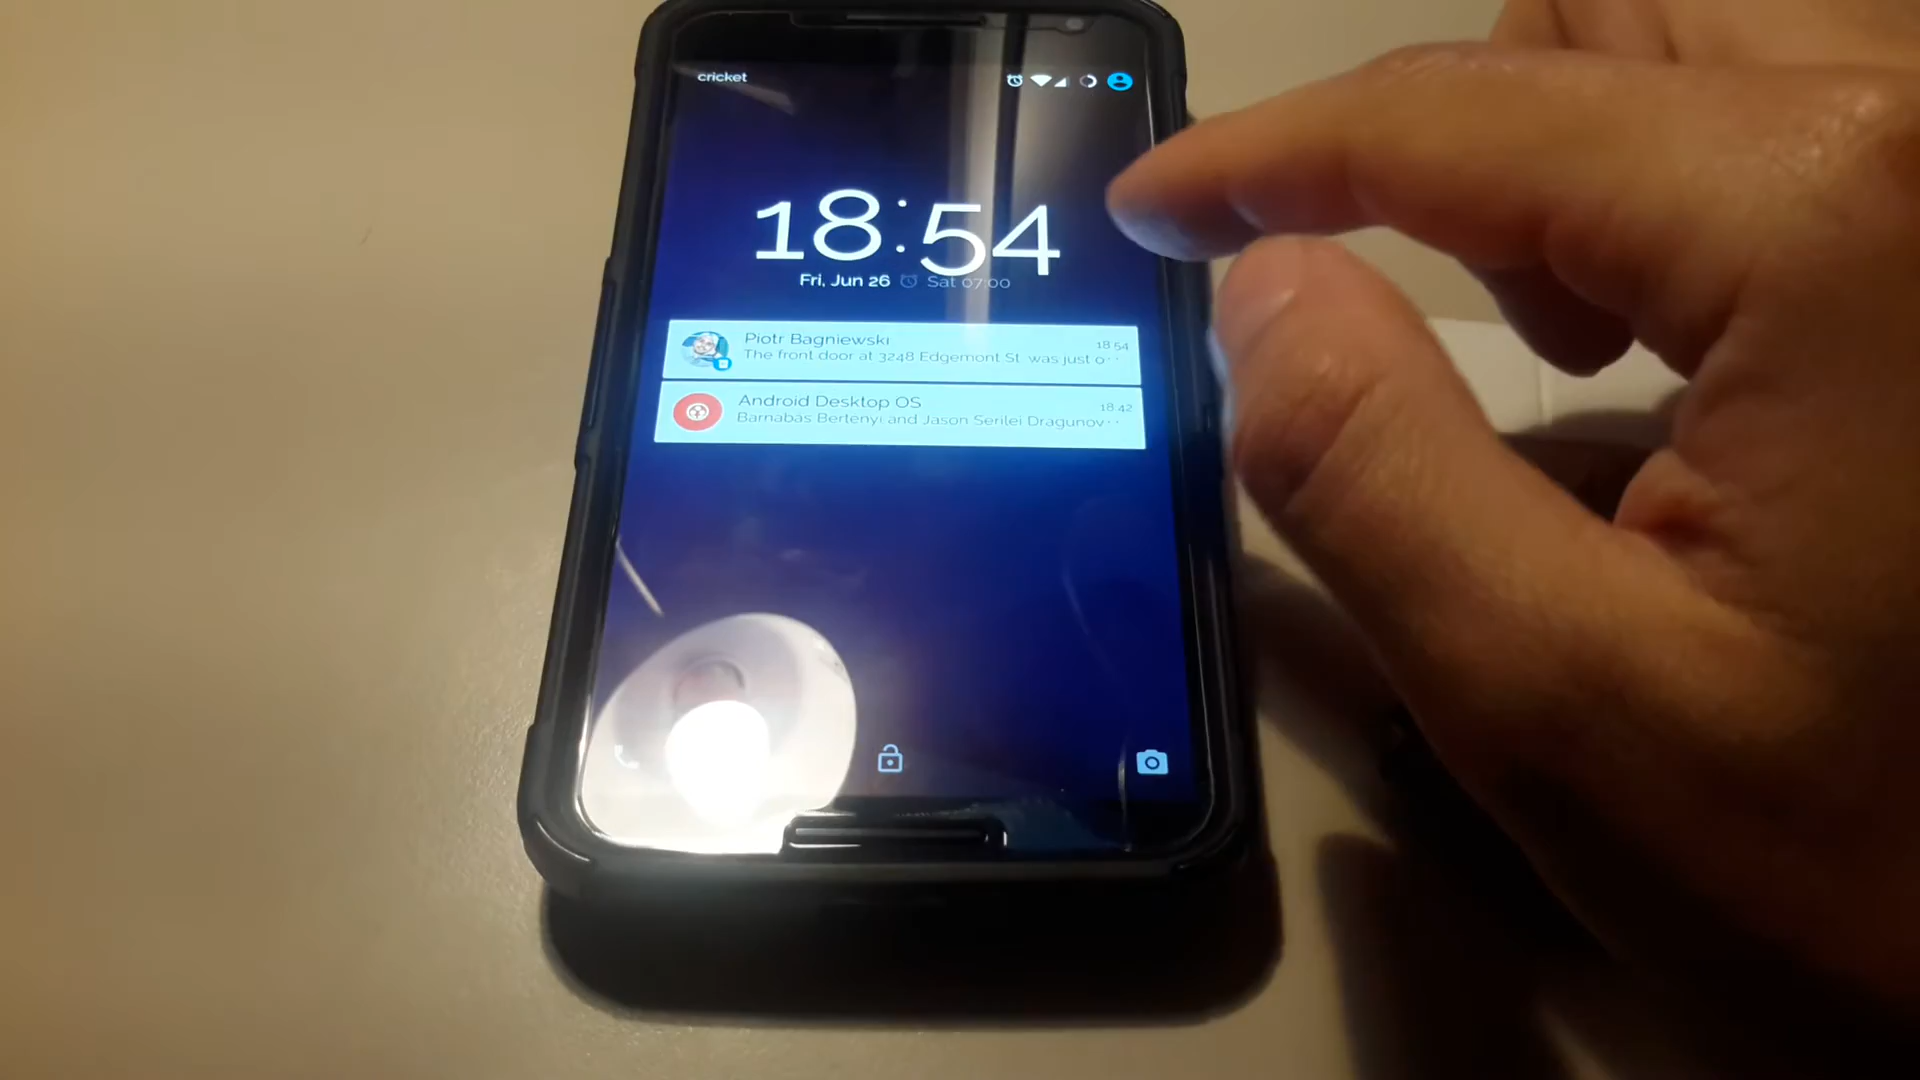 cricket
18:54
Fri, Jun 26 Sat 07:00
Piotr Bagniewski 18 54
The front door at 3248 Edgemont St. was just o··
Android Desktop OS 18 42
Barnabas Bertenyi and Jason Serilei Dragunov··